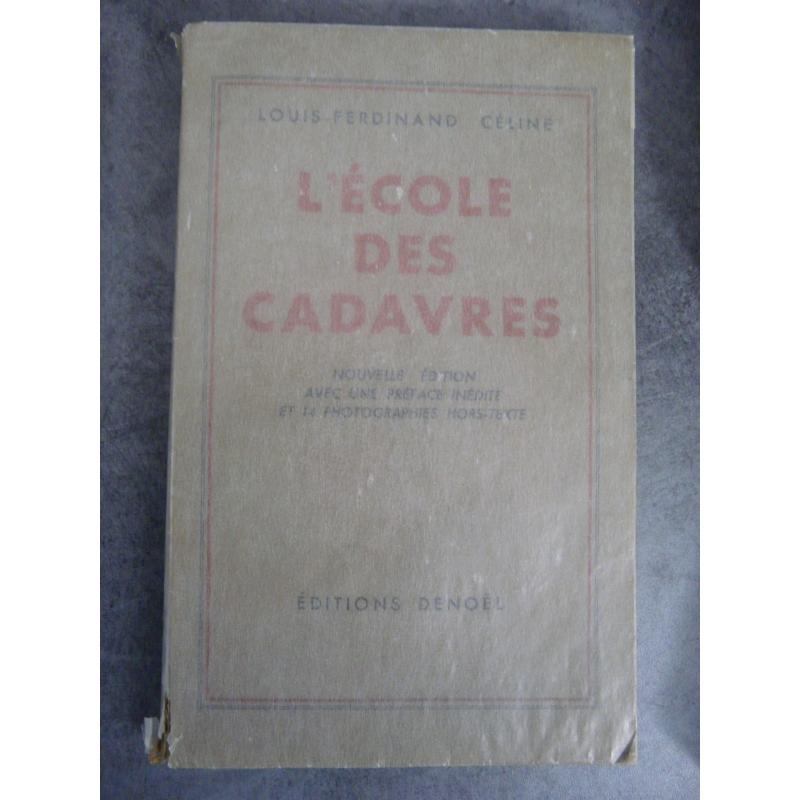 LOUIS-FERDINAND CÉLINE
L'ÉCOLE
DES
CADAVRES
NOUVELLE ÉDITION
AVEC UNE PRÉFACE INÉDITE
ET 14 PHOTOGRAPHIES HORS-TEXTE
ÉDITIONS DENOËL